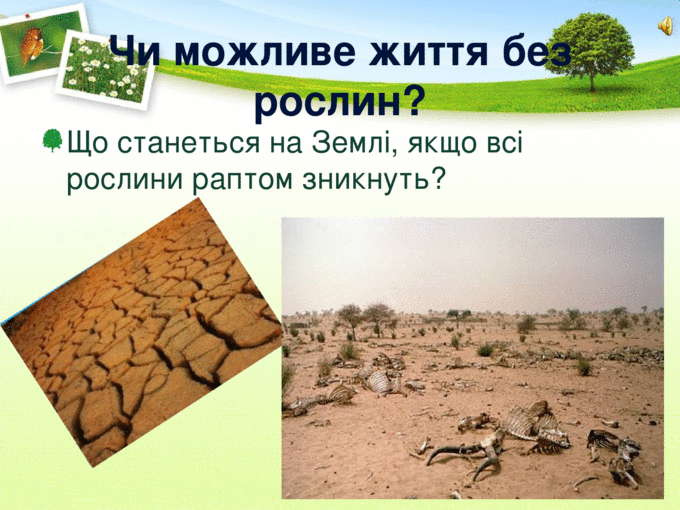 Чи можливе життя без
рослин?
Що станеться на Землі, якщо всі
рослини раптом зникнуть?